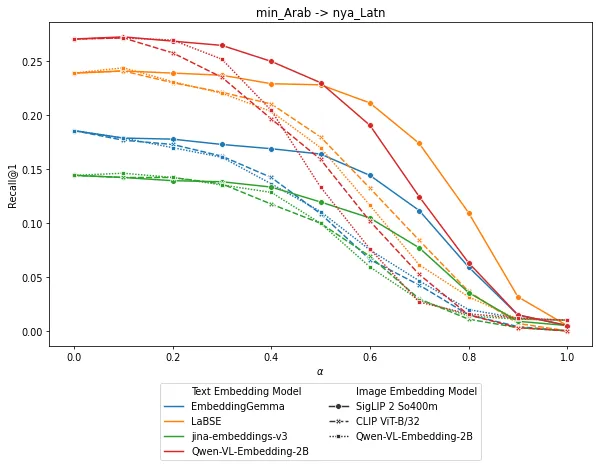 min_Arab -> nya_Latn
Recall@1
0.25
0.20
0.15
0.10
0.05
0.00
0.0 0.2 0.4 0.6 0.8 1.0
α
Text Embedding Model Image Embedding Model
EmbeddingGemma SigLIP 2 So400m
LaBSE CLIP ViT-B/32
jina-embeddings-v3 Qwen-VL-Embedding-2B
Qwen-VL-Embedding-2B